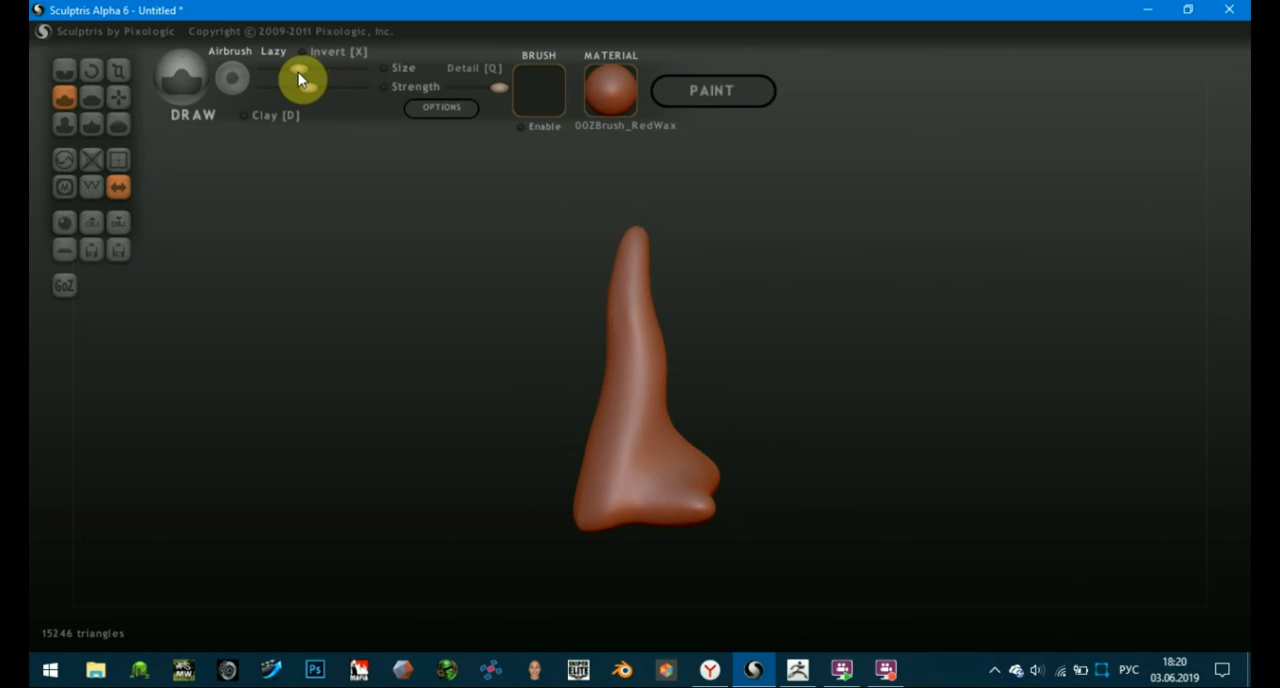 Sculptris Alpha 6 - Untitled *
Sculptris by Pixologic Copyright © 2009-2011 Pixologic, Inc.
Airbrush Lazy Invert [X]
Size Detail [Q]
Strength
OPTIONS
DRAW Clay [D]
BRUSH
Enable
MATERIAL
00ZBrush_RedWax
PAINT
GoZ
15246 triangles
Ps
РУС
18:20
03.06.2019